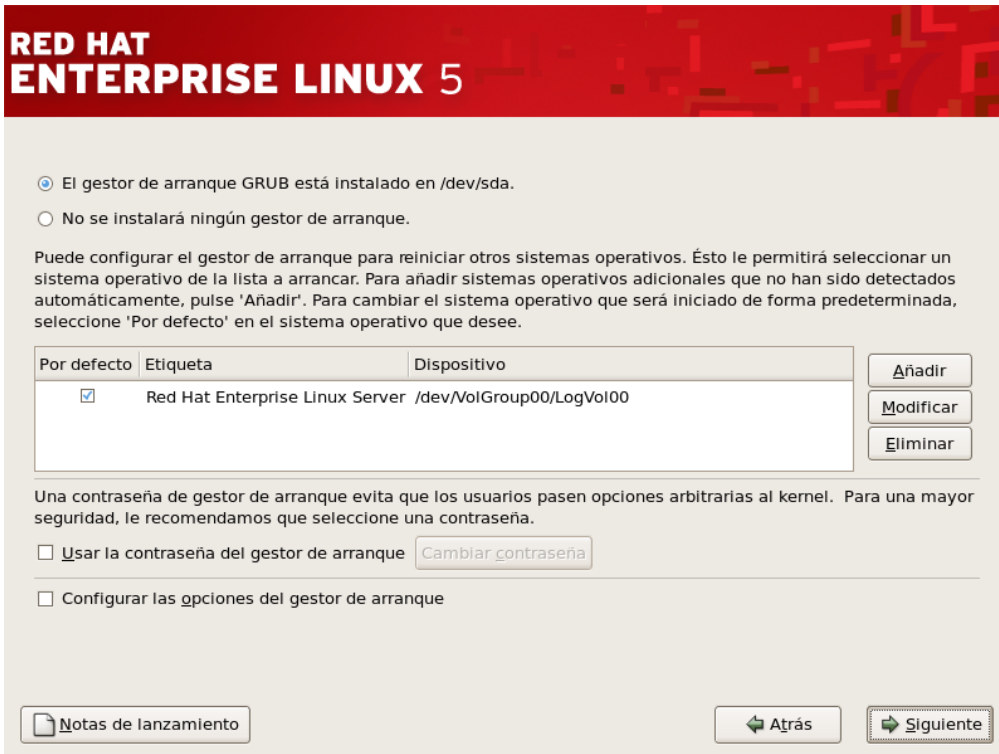 RED HAT
ENTERPRISE LINUX 5
El gestor de arranque GRUB está instalado en /dev/sda.
No se instalará ningún gestor de arranque.
Puede configurar el gestor de arranque para reiniciar otros sistemas operativos. Ésto le permitirá seleccionar un
sistema operativo de la lista a arrancar. Para añadir sistemas operativos adicionales que no han sido detectados
automáticamente, pulse 'Añadir'. Para cambiar el sistema operativo que será iniciado de forma predeterminada,
seleccione 'Por defecto' en el sistema operativo que desee.
Por defecto Etiqueta Dispositivo
Red Hat Enterprise Linux Server /dev/VolGroup00/LogVol00
Añadir
Modificar
Eliminar
Una contraseña de gestor de arranque evita que los usuarios pasen opciones arbitrarias al kernel. Para una mayor
seguridad, le recomendamos que seleccione una contraseña.
Usar la contraseña del gestor de arranque Cambiar contraseña
Configurar las opciones del gestor de arranque
Notas de lanzamiento Atrás Siguiente